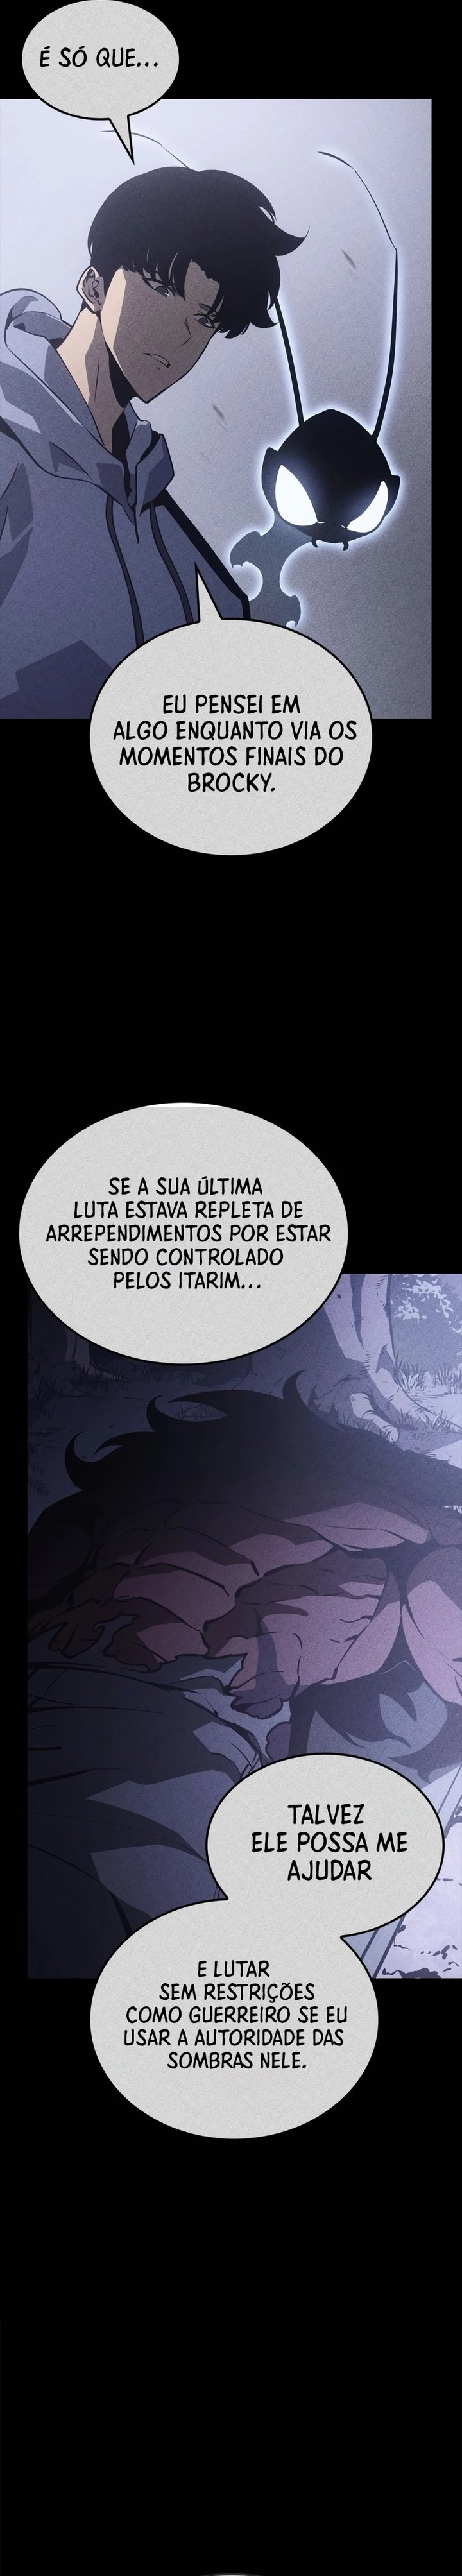 É SÓ QUE...
EU PENSEI EM
ALGO ENQUANTO VIA OS
MOMENTOS FINAIS DO
BROCKY.
SE A SUA ÚLTIMA
LUTA ESTAVA REPLETA DE
ARREPENDIMENTOS POR ESTAR
SENDO CONTROLADO
PELOS ITARIM...
TALVEZ
ELE POSSA ME
AJUDAR
E LUTAR
SEM RESTRIÇÕES
COMO GUERREIRO SE EU
USAR A AUTORIDADE DAS
SOMBRAS NELE.